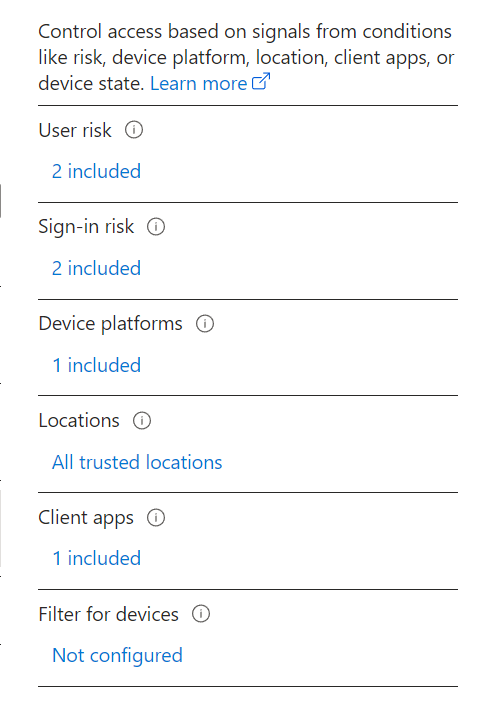 Control access based on signals from conditions
like risk, device platform, location, client apps, or
device state. Learn more
User risk
2 included
Sign-in risk
2 included
Device platforms
1 included
Locations
All trusted locations
Client apps
1 included
Filter for devices
Not configured